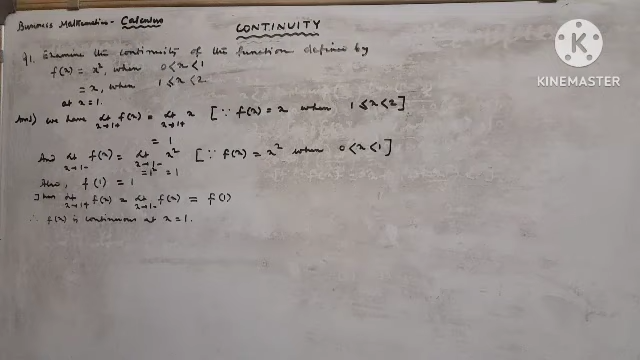 Business Mathematics - Calculus
CONTINUITY
Q1. Examine the continuity of the function define by
f(x) = x², when 0<x<1
= x, when 1≤x<2
at x=1.
Ans) We have Lt x→1+ f(x) = Lt x→1+ x [∵ f(x) = x when 1≤x<2]
= 1
And Lt x→1- f(x) = Lt x→1- x² [∵ f(x) = x² when 0<x<1]
= 1² = 1
Also, f(1) = 1
Thus Lt x→1+ f(x) = Lt x→1- f(x) = f(1)
∴ f(x) is continuous at x=1.
K
KINEMASTER